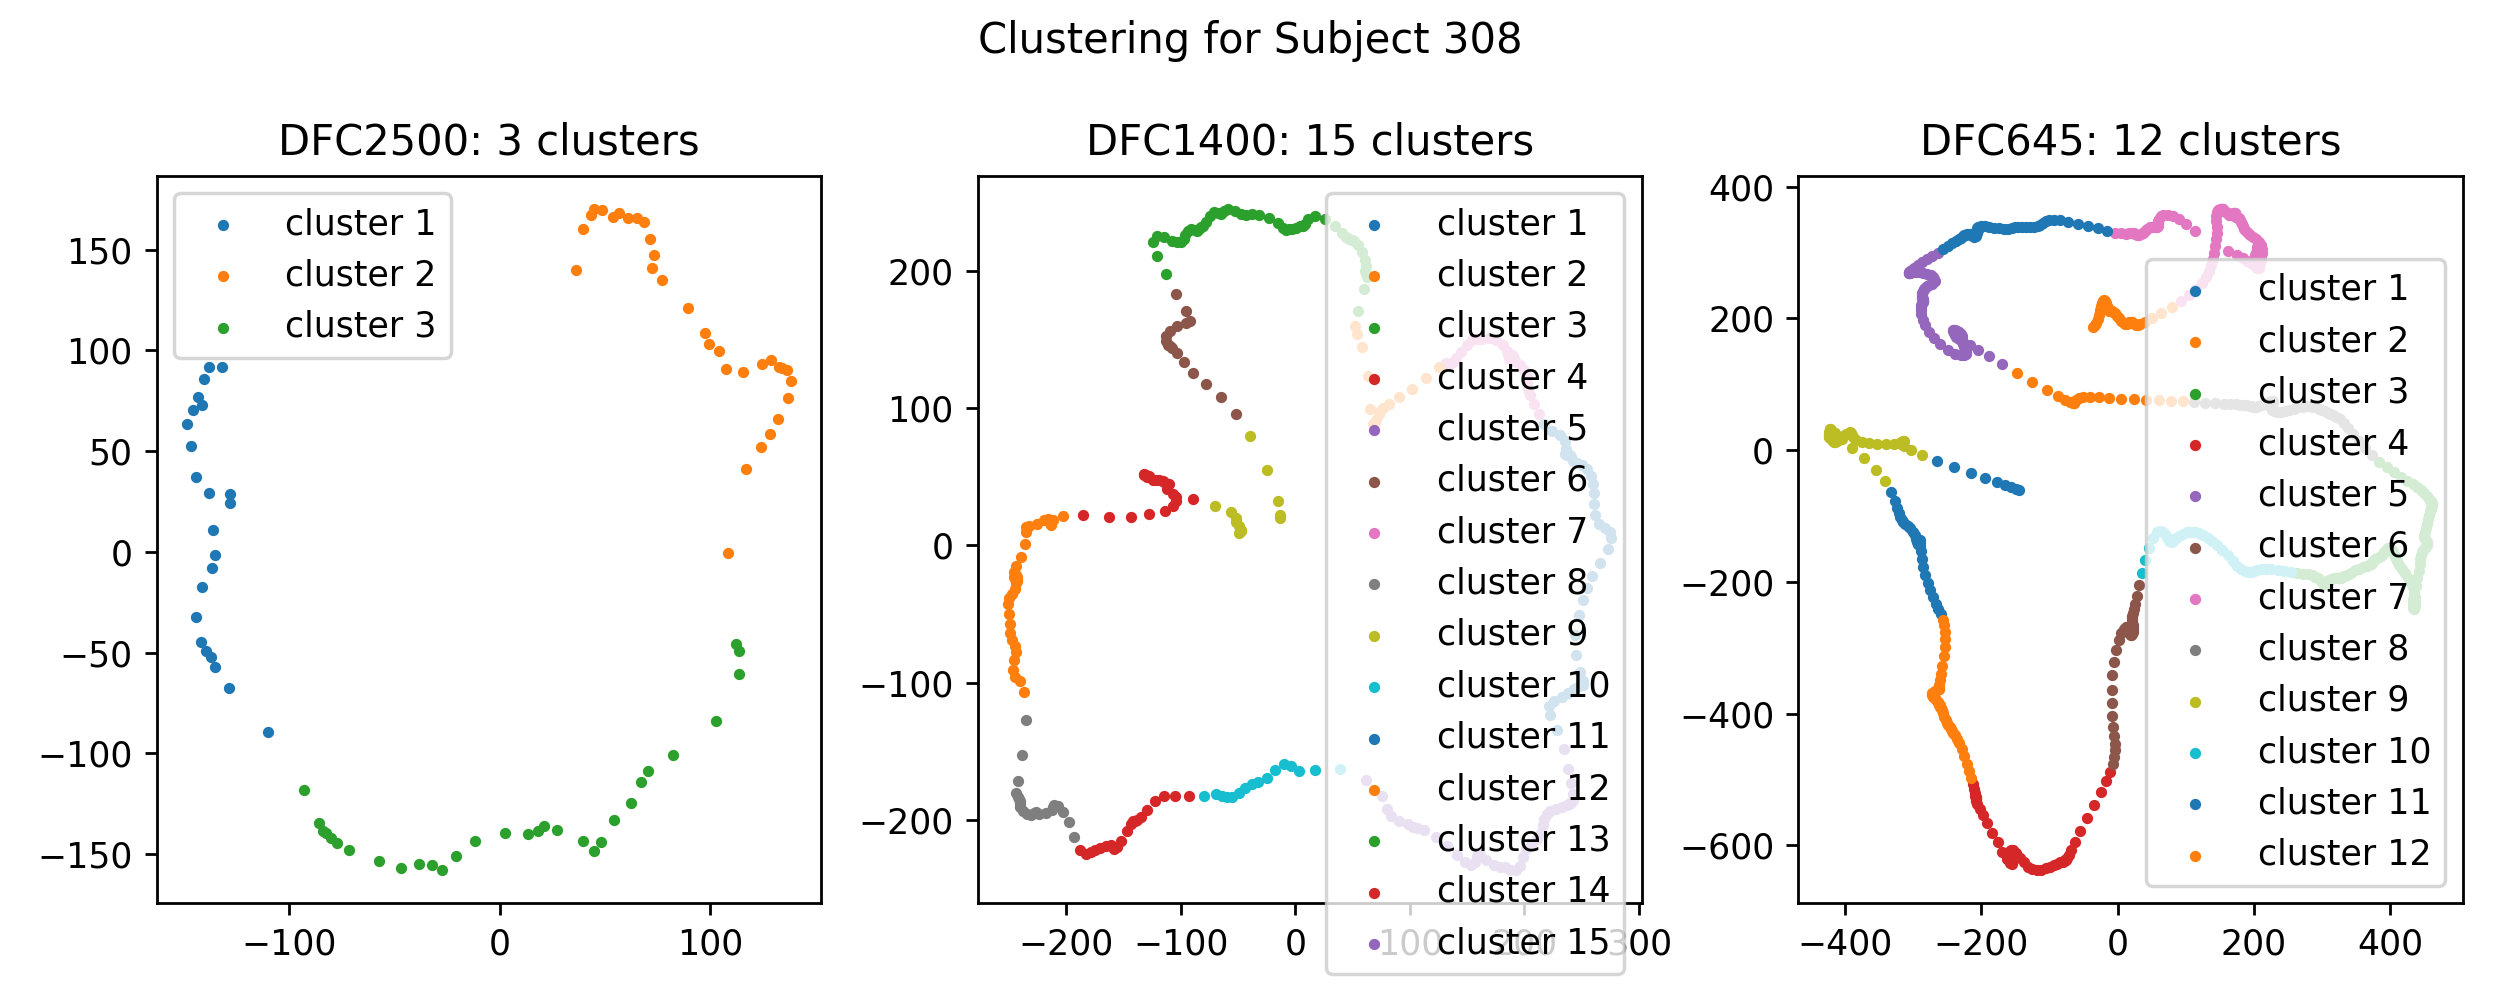 Clustering for Subject 308
DFC2500: 3 clusters
cluster 1
cluster 2
cluster 3
150
100
50
0
−50
−100
−150
−100
0
100
DFC1400: 15 clusters
cluster 1
cluster 2
cluster 3
cluster 4
cluster 5
cluster 6
cluster 7
cluster 8
cluster 9
cluster 10
cluster 11
cluster 12
cluster 13
cluster 14
cluster 15
200
100
0
−100
−200
−200
−100
0
100
200
300
DFC645: 12 clusters
cluster 1
cluster 2
cluster 3
cluster 4
cluster 5
cluster 6
cluster 7
cluster 8
cluster 9
cluster 10
cluster 11
cluster 12
400
200
0
−200
−400
−600
−400
−200
0
200
400